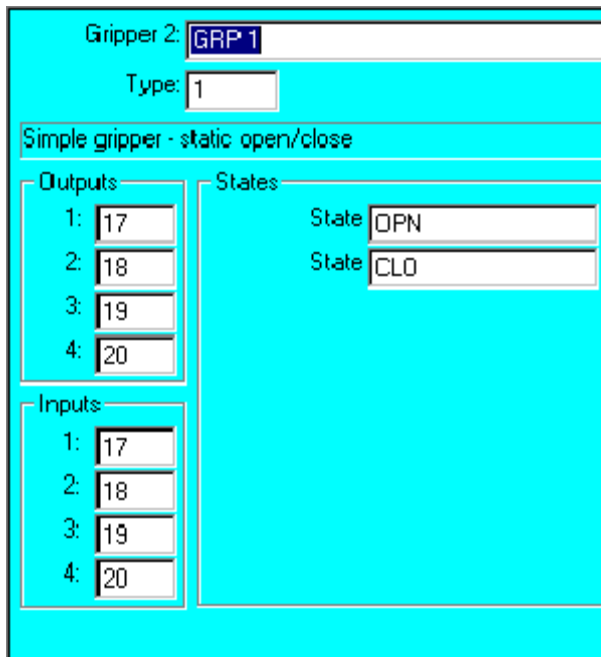 Gripper 2: GRP 1
Type: 1
Simple gripper - static open/close
Outputs
1: 17
2: 18
3: 19
4: 20
States
State OPN
State CLO
Inputs
1: 17
2: 18
3: 19
4: 20